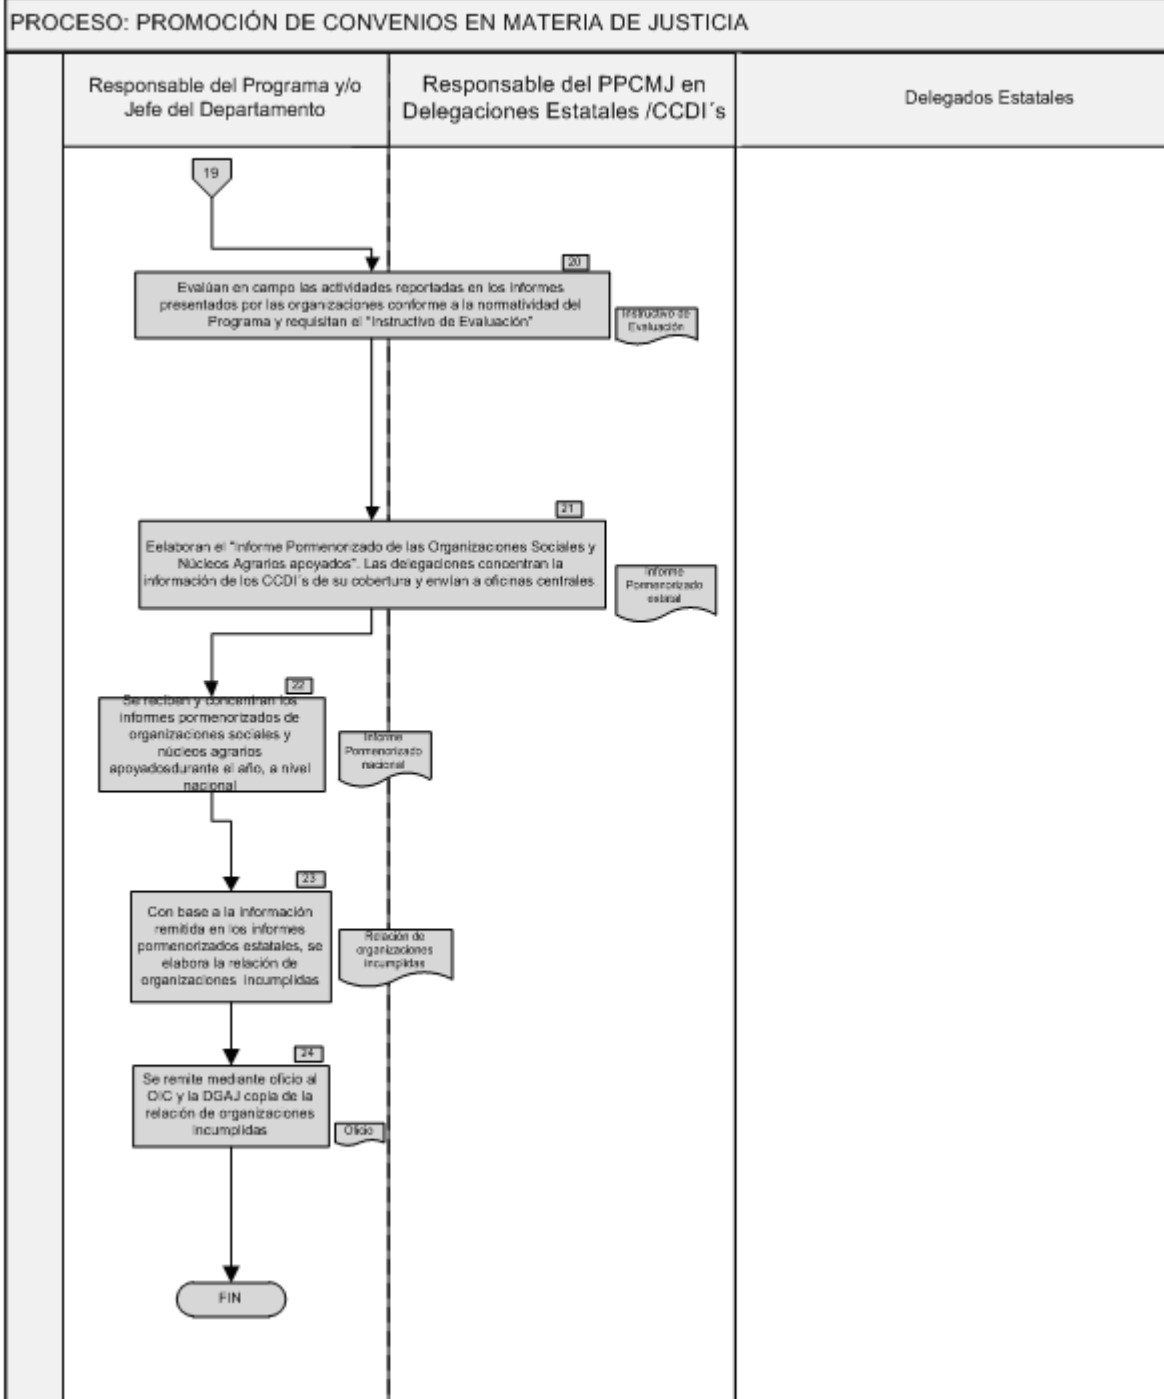 PROCESO: PROMOCIÓN DE CONVENIOS EN MATERIA DE JUSTICIA
Responsable del Programa y/o
Jefe del Departamento
Responsable del PPCMJ en
Delegaciones Estatales /CCDI´s
Delegados Estatales
19
20
Evalúan en campo las actividades reportadas en los informes
presentados por las organizaciones conforme a la normatividad del
Programa y requisitan el "Instructivo de Evaluación"
Instructivo de
Evaluación
21
Eelaboran el "Informe Pormenorizado de las Organizaciones Sociales y
Núcleos Agrarios apoyados". Las delegaciones concentran la
información de los CCDI´s de su cobertura y envían a oficinas centrales.
Informe
Pormenorizado
estatal
22
Se reciben y concentran los
informes pormenorizados de
organizaciones sociales y
núcleos agrarios
apoyadosdurante el año, a nivel
nacional
Informe
Pormenorizado
nacional
23
Con base a la información
remitida en los informes
pormenorizados estatales, se
elabora la relación de
organizaciones incumplidas
Relación de
organizaciones
incumplidas
24
Se remite mediante oficio al
OIC y la DGAJ copia de la
relación de organizaciones
incumplidas
Oficio
FIN